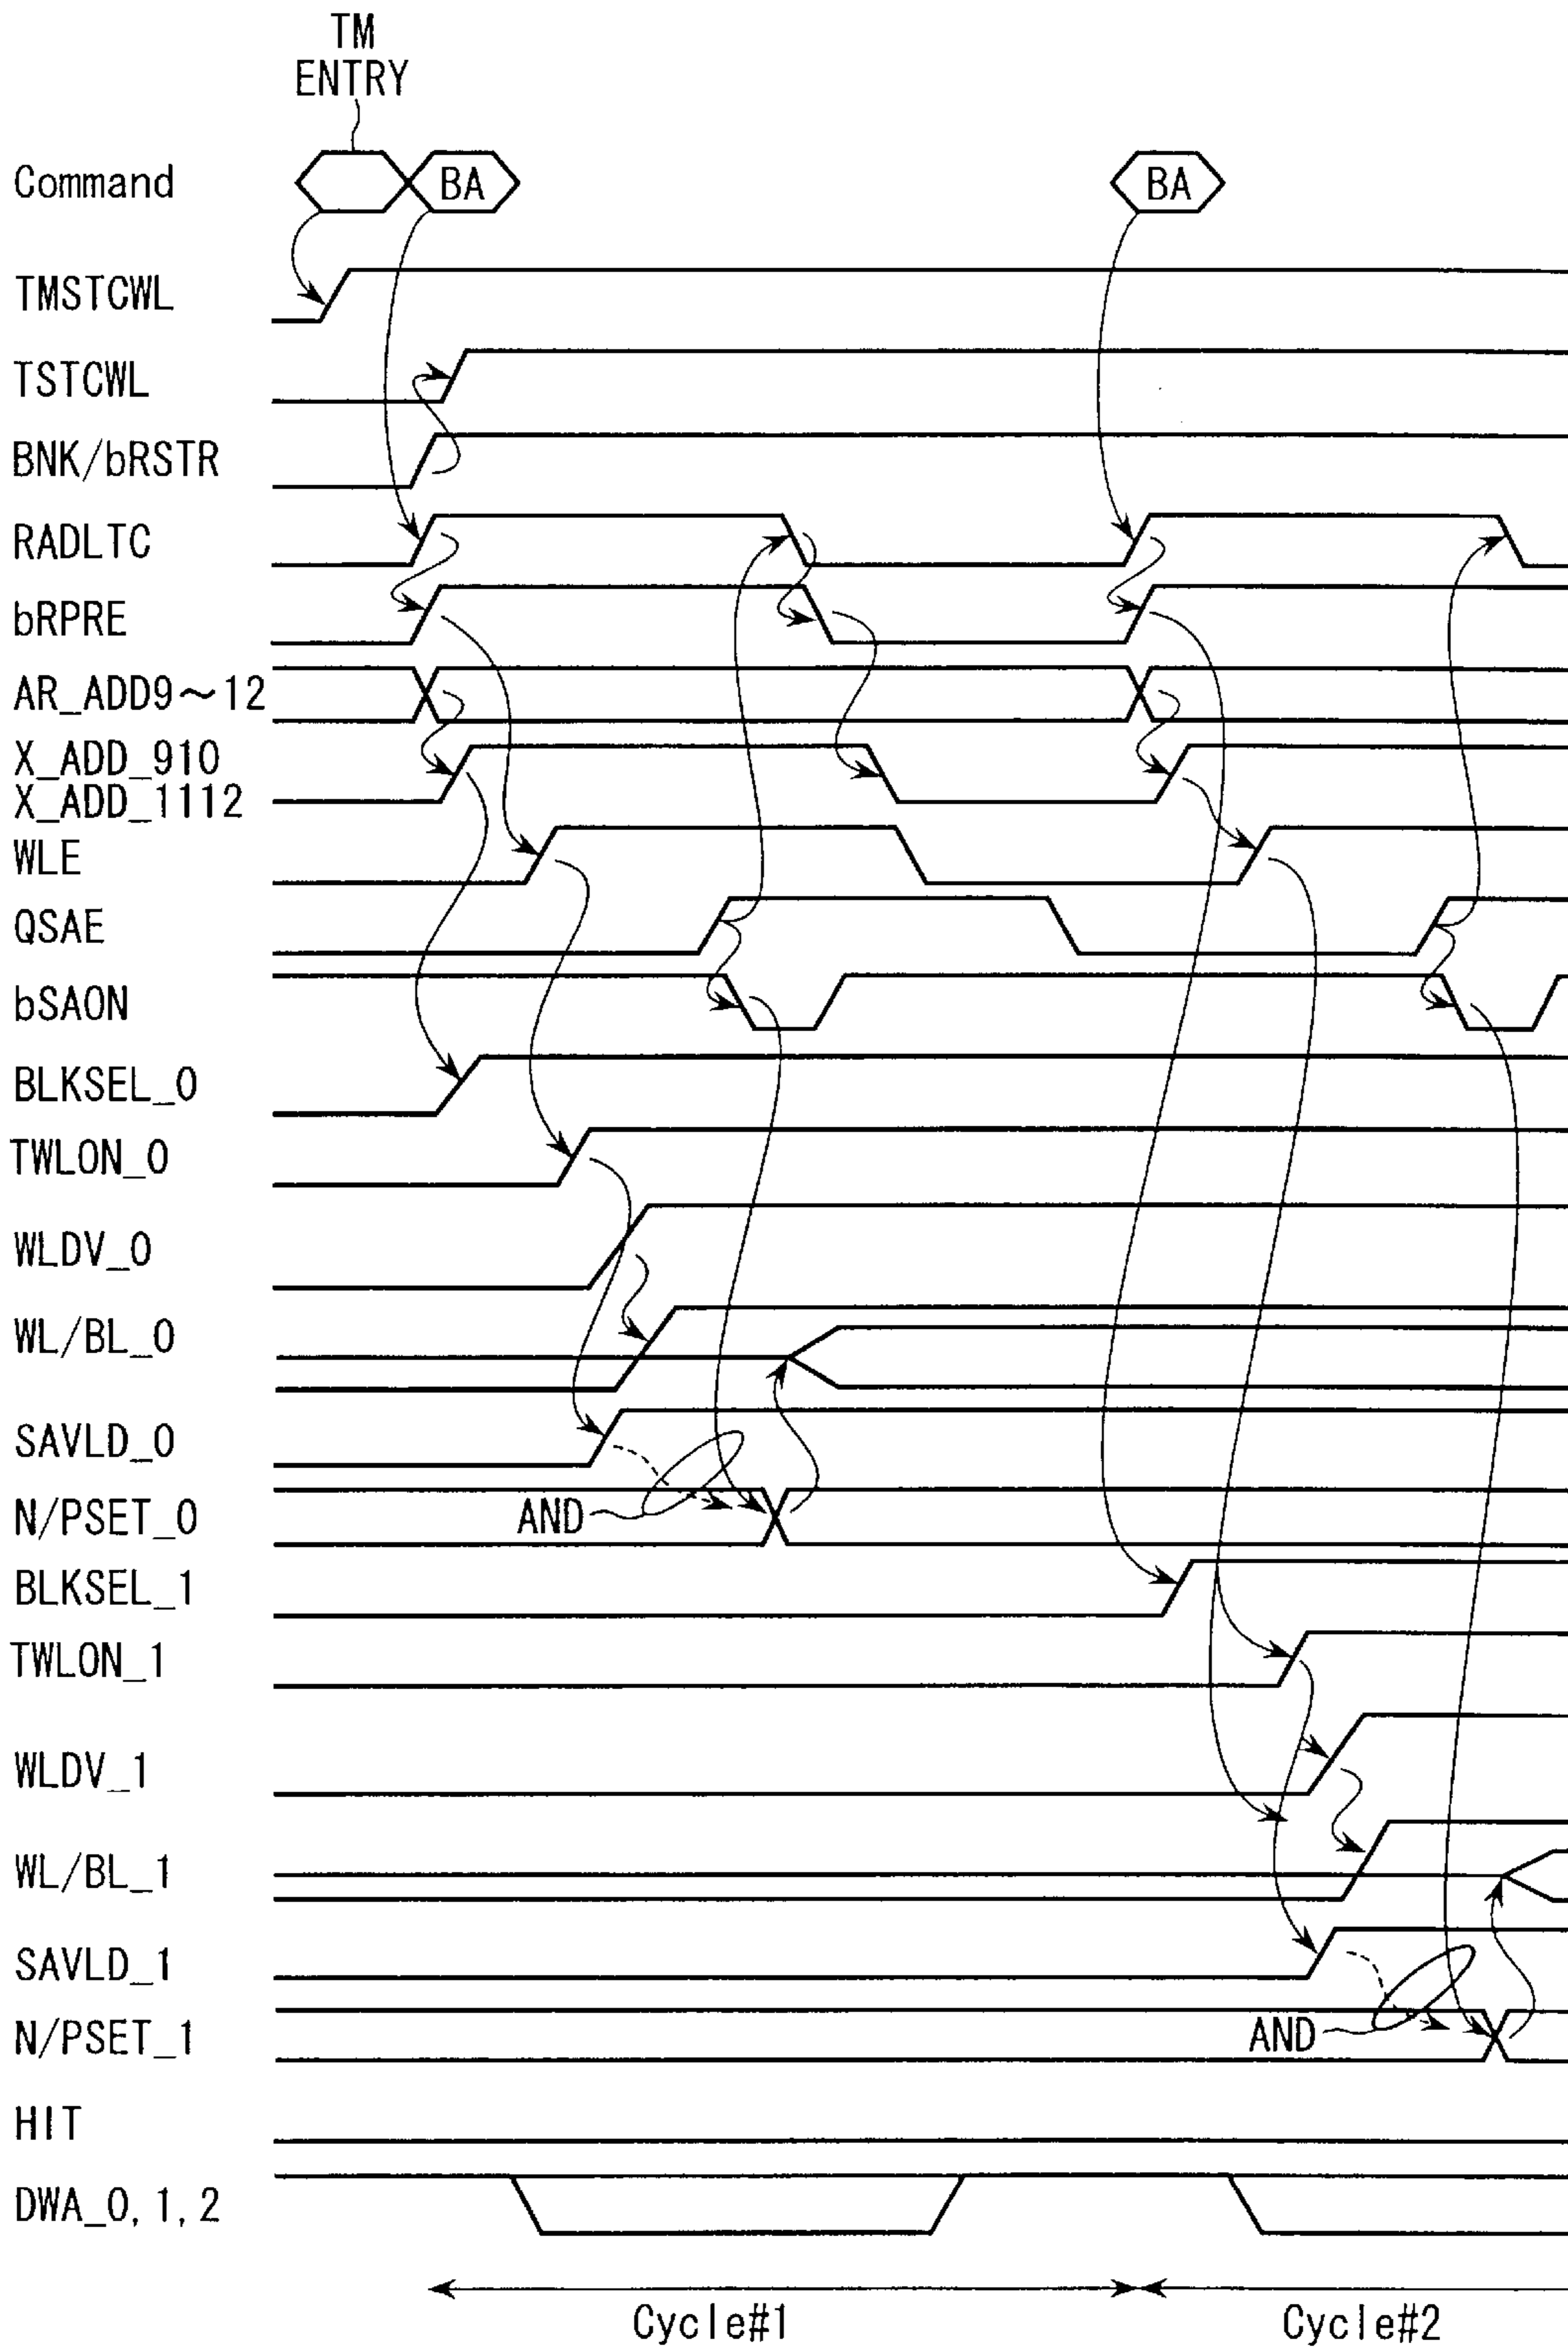 TM
ENTRY
Command
BA
BA
TMSTCWL
TSTCWL
BNK/bRSTR
RADLTC
bRPRE
AR_ADD9～12
X_ADD_910
X_ADD_1112
WLE
QSAE
bSAON
BLKSEL_0
TWLON_0
WLDV_0
WL/BL_0
SAVLD_0
N/PSET_0
AND
BLKSEL_1
TWLON_1
WLDV_1
WL/BL_1
SAVLD_1
N/PSET_1
AND
HIT
DWA_0,1,2
Cycle#1
Cycle#2